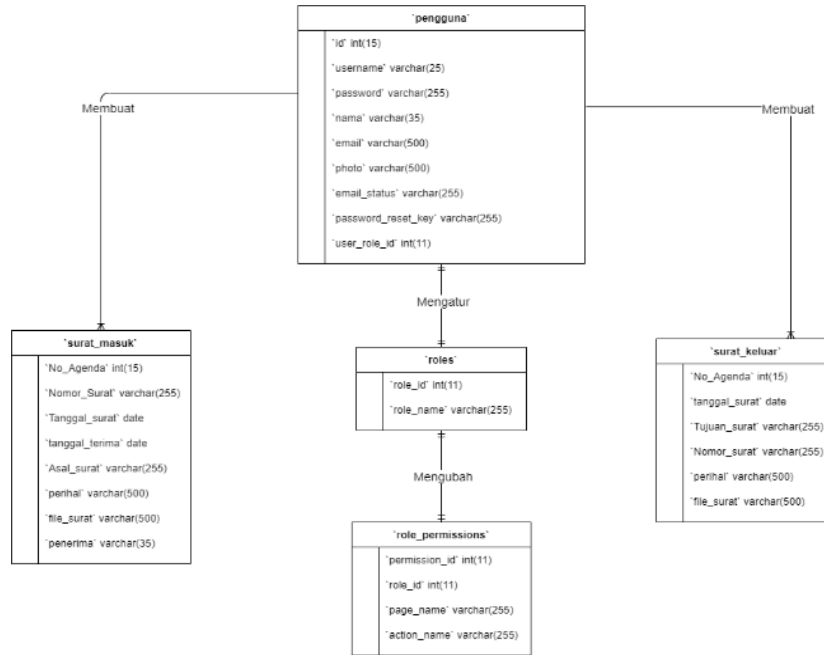 `pengguna`
`id` int(15)
`username` varchar(25)
`password` varchar(255)
`nama` varchar(35)
`email` varchar(500)
`photo` varchar(500)
`email_status` varchar(255)
`password_reset_key` varchar(255)
`user_role_id` int(11)
Membuat
Membuat
Mengatur
`surat_masuk`
`No_Agenda` int(15)
`Nomor_Surat` varchar(255)
`Tanggal_surat` date
`tanggal_terima` date
`Asal_surat` varchar(255)
`perihal` varchar(500)
`file_surat` varchar(500)
`penerima` varchar(35)
`roles`
`role_id` int(11)
`role_name` varchar(255)
`surat_keluar`
`No_Agenda` int(15)
`tanggal_surat` date
`Tujuan_surat` varchar(255)
`Nomor_surat` varchar(255)
`perihal` varchar(500)
`file_surat` varchar(500)
Mengubah
`role_permissions`
`permission_id` int(11)
`role_id` int(11)
`page_name` varchar(255)
`action_name` varchar(255)